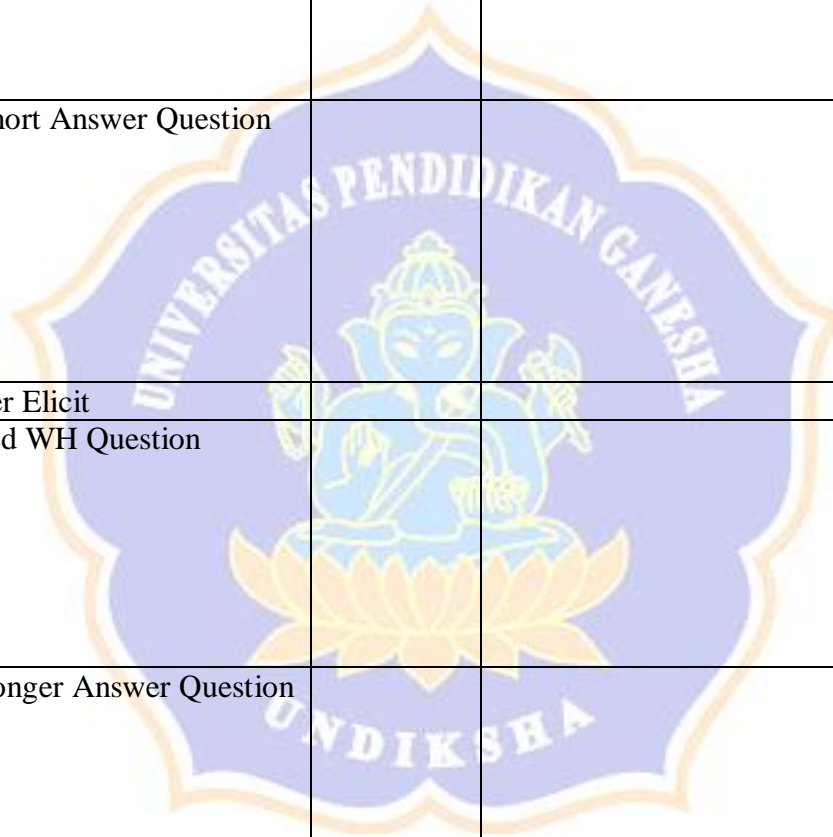 hort Answer Question
UNIVERSITAS PENDIDIKAN GANESHA
er Elicit
d WH Question
onger Answer Question
UNDIKSHA